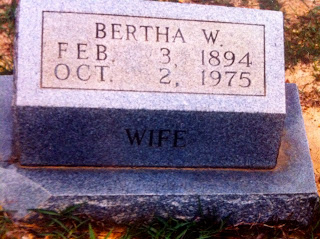 BERTHA W.
FEB. 3, 1894
OCT. 2, 1975
WIFE